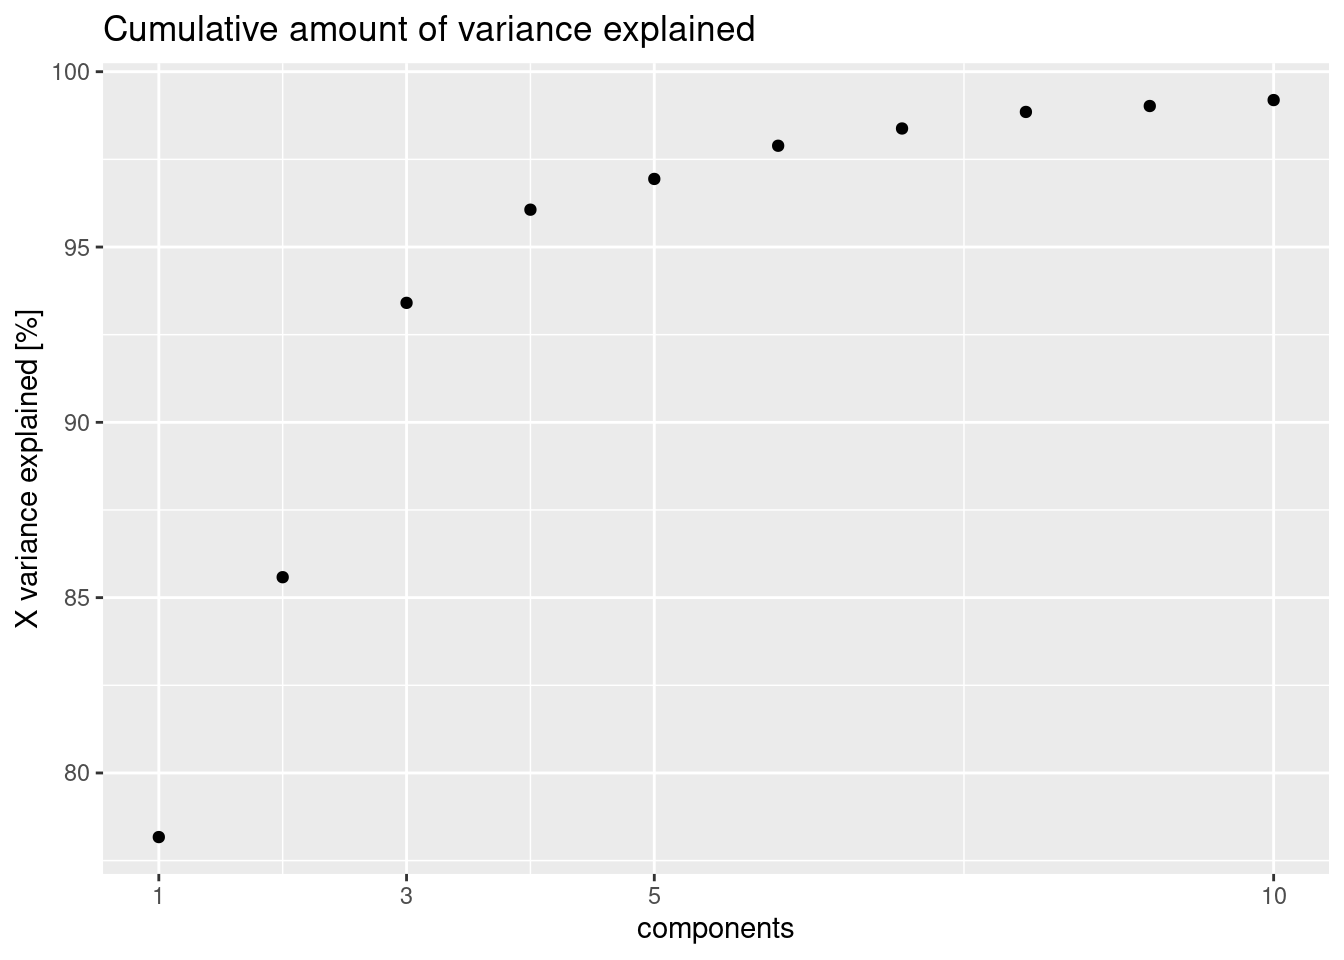 Cumulative amount of variance explained
X variance explained [%]
100
95
90
85
80
1 3 5 10
components